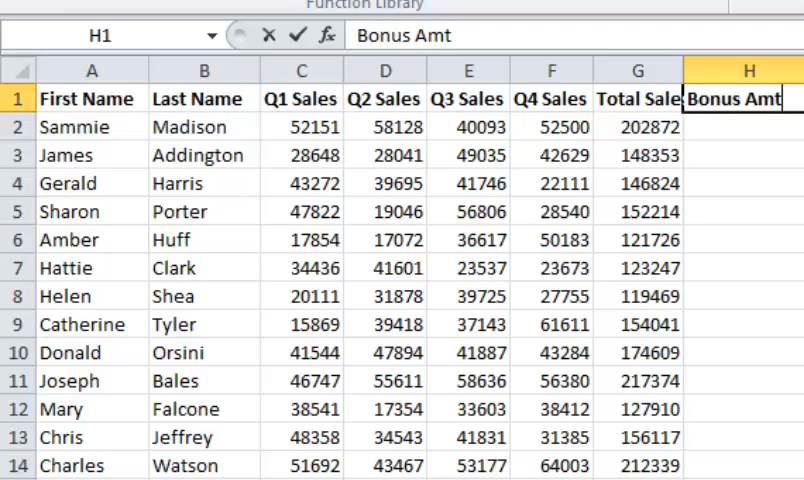 Function Library
H1 fx Bonus Amt
A B C D E F G H
1 First Name Last Name Q1 Sales Q2 Sales Q3 Sales Q4 Sales Total Sale Bonus Amt
2 Sammie Madison 52151 58128 40093 52500 202872
3 James Addington 28648 28041 49035 42629 148353
4 Gerald Harris 43272 39695 41746 22111 146824
5 Sharon Porter 47822 19046 56806 28540 152214
6 Amber Huff 17854 17072 36617 50183 121726
7 Hattie Clark 34436 41601 23537 23673 123247
8 Helen Shea 20111 31878 39725 27755 119469
9 Catherine Tyler 15869 39418 37143 61611 154041
10 Donald Orsini 41544 47894 41887 43284 174609
11 Joseph Bales 46747 55611 58636 56380 217374
12 Mary Falcone 38541 17354 33603 38412 127910
13 Chris Jeffrey 48358 34543 41831 31385 156117
14 Charles Watson 51692 43467 53177 64003 212339